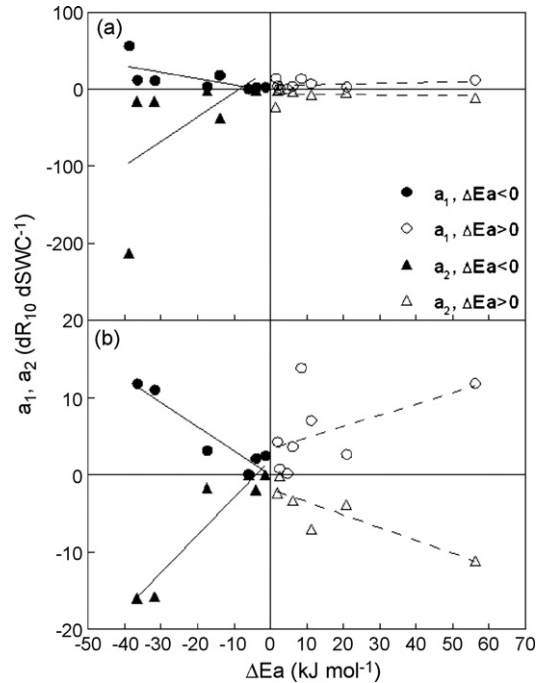 (a)
100
0
-100
-200
a₁, ΔEa<0
a₁, ΔEa>0
a₂, ΔEa<0
a₂, ΔEa>0
20
(b)
10
0
-10
-20
a₁, a₂ (dR₁₀ dSWC⁻¹)
-50 -40 -30 -20 -10 0 10 20 30 40 50 60 70
ΔEa (kJ mol⁻¹)